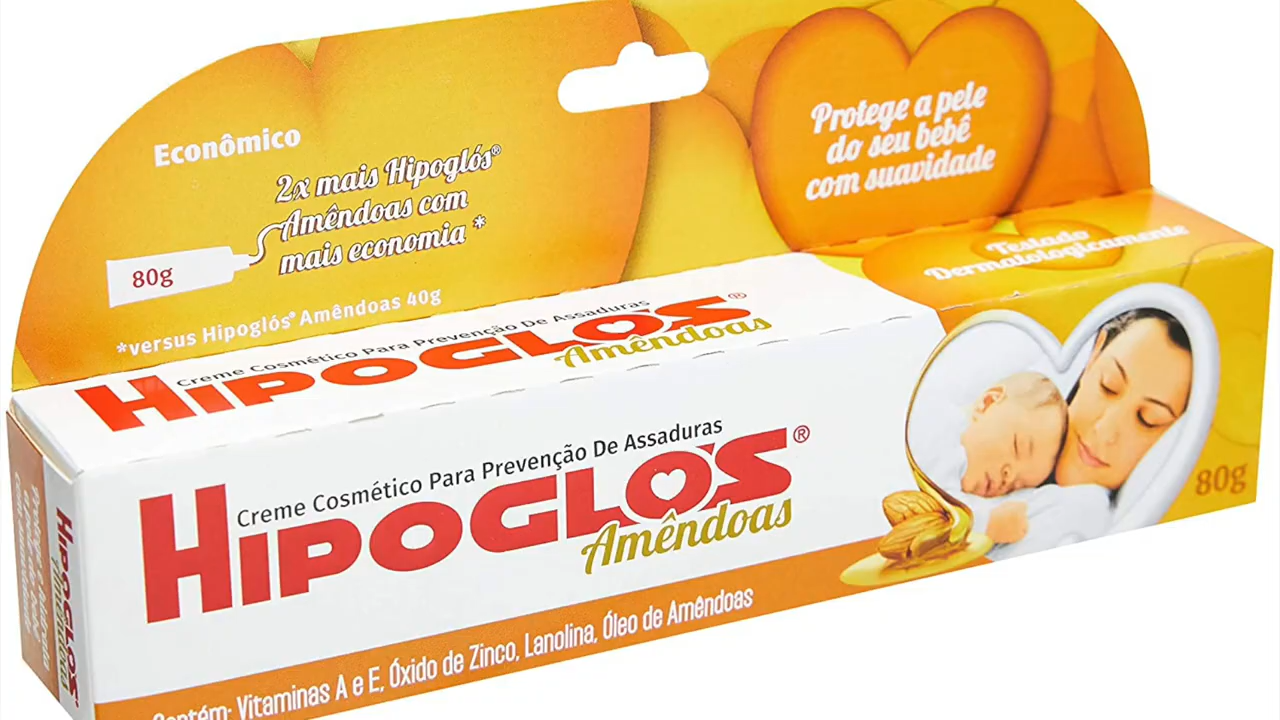 Econômico
2x mais Hipoglós®
Amêndoas com
mais economia *
80g
*versus Hipoglós® Amêndoas 40g
Protege a pele
do seu bebê
com suavidade
Testado
Dermatologicamente
Creme Cosmético Para Prevenção De Assaduras
HIPOGLÓS®
Amêndoas
Creme Cosmético Para Prevenção De Assaduras
HIPOGLÓS®
Amêndoas
80g
Contém: Vitaminas A e E, Óxido de Zinco, Lanolina, Óleo de Amêndoas
HIPOGLÓS
Amêndoas